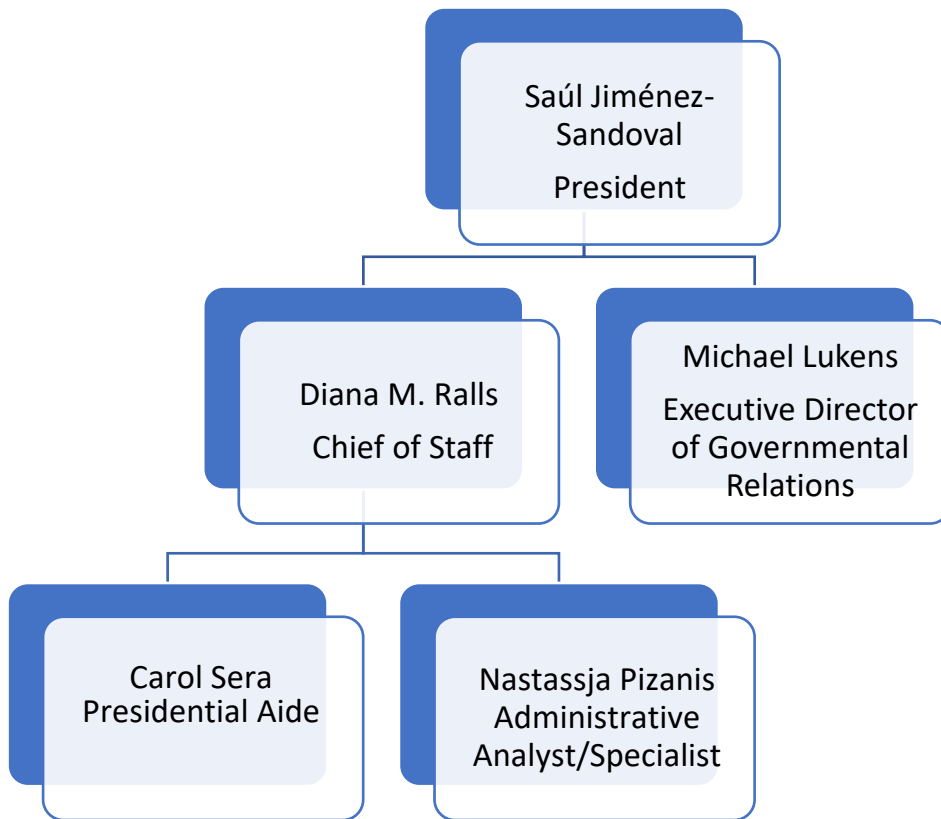 Saúl Jiménez-
Sandoval
President
Diana M. Ralls
Chief of Staff
Michael Lukens
Executive Director
of Governmental
Relations
Carol Sera
Presidential Aide
Nastassja Pizanis
Administrative
Analyst/Specialist